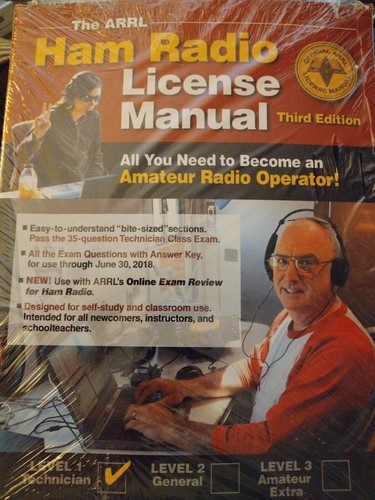 The ARRL
Ham Radio
License
Manual
Third Edition
OFFICIAL ARRL
LICENSE MANUAL
All You Need to Become an
Amateur Radio Operator!
Easy-to-understand "bite-sized" sections.
Pass the 35-question Technician Class Exam.
All the Exam Questions with Answer Key,
for use through June 30, 2018.
NEW! Use with ARRL's Online Exam Review
for Ham Radio.
Designed for self-study and classroom use.
Intended for all newcomers, instructors, and
schoolteachers.
LEVEL 1
Technician
LEVEL 2
General
LEVEL 3
Amateur
Extra